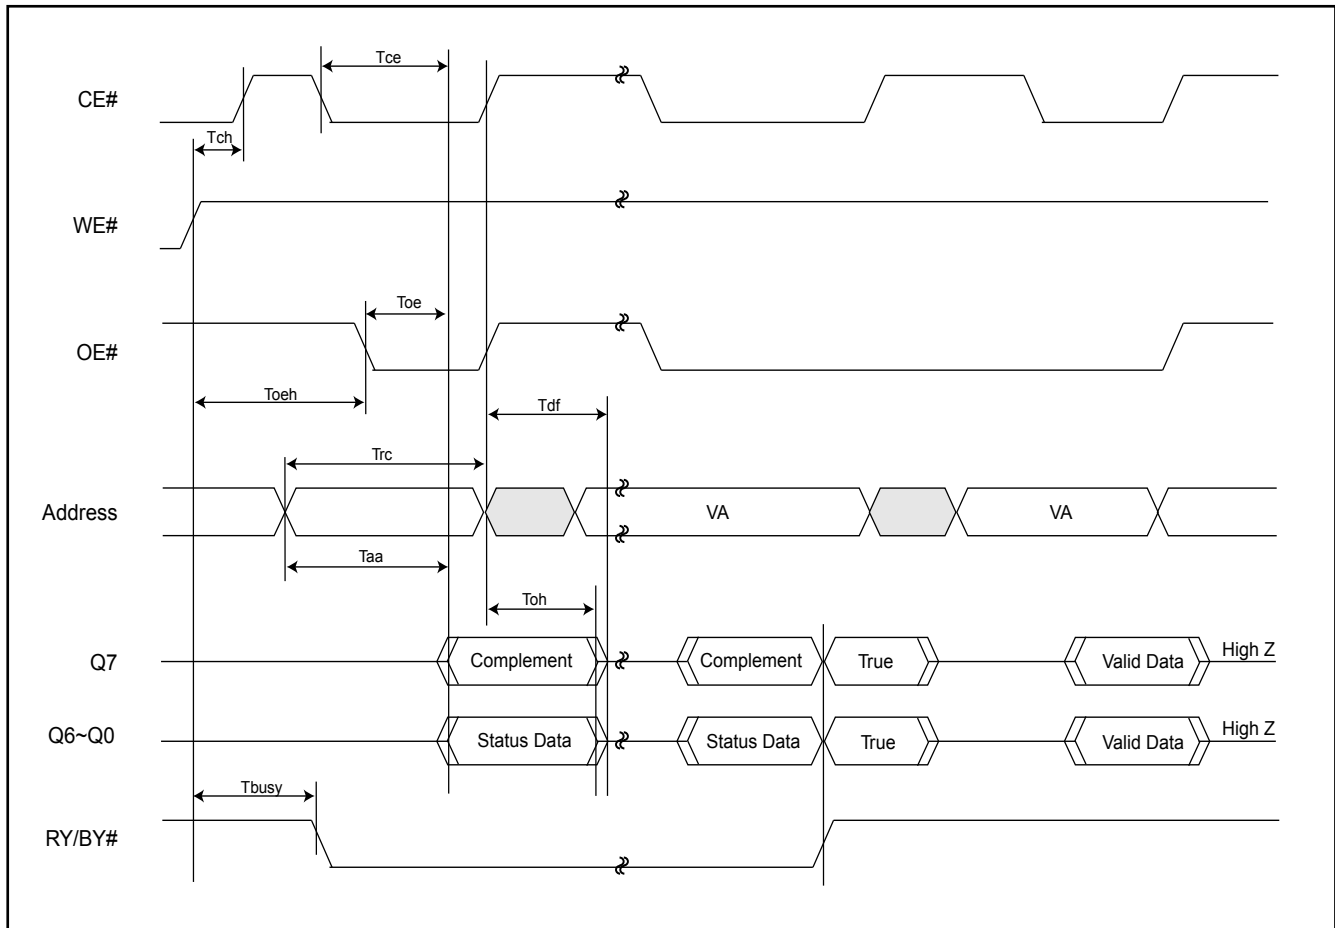 Tce
CE#
Tch
WE#
Toe
OE#
Toeh
Tdf
Trc
Address
VA
VA
Taa
Toh
Q7
Complement
Complement
True
Valid Data
High Z
Q6~Q0
Status Data
Status Data
True
Valid Data
High Z
Tbusy
RY/BY#